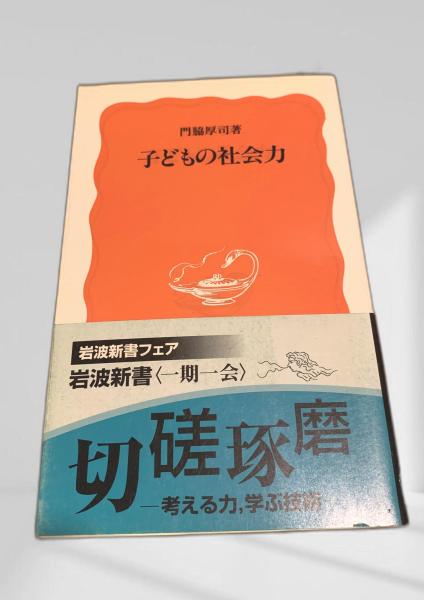 門脇厚司著
子どもの社会力
岩波新書フェア
岩波新書〈一期一会〉
切磋琢磨
―考える力,学ぶ技術